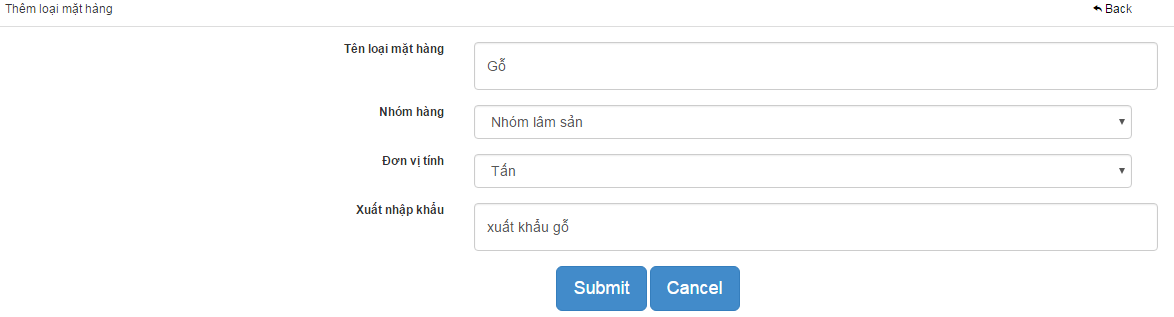 Thêm loại mặt hàng
Back
Tên loại mặt hàng
Gỗ
Nhóm hàng
Nhóm lâm sản
Đơn vị tính
Tấn
Xuất nhập khẩu
xuất khẩu gỗ
Submit Cancel